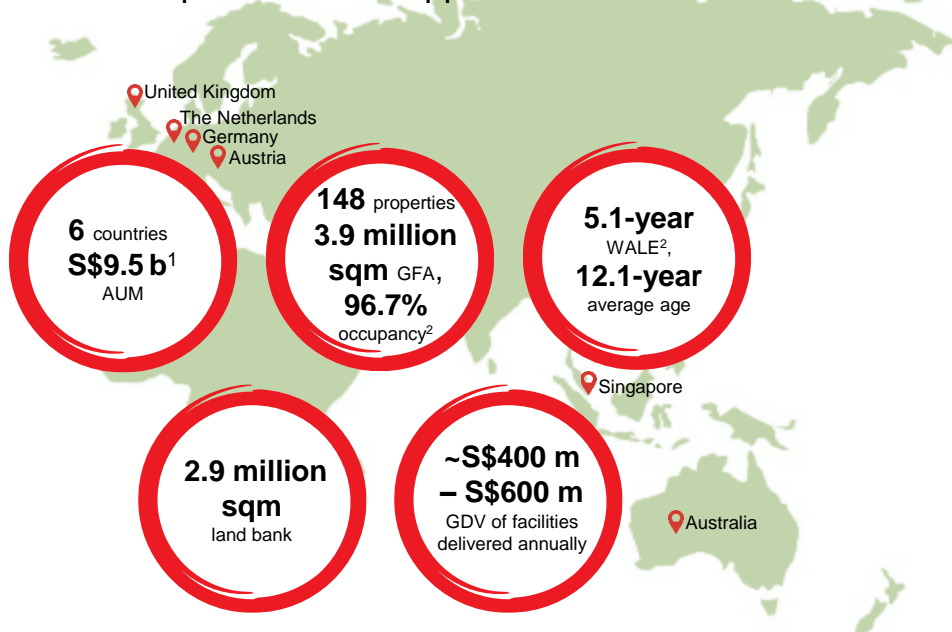 United Kingdom
The Netherlands
Germany
Austria
6 countries
S$9.5 b1
AUM
148 properties
3.9 million
sqm GFA,
96.7%
occupancy2
5.1-year
WALE2,
12.1-year
average age
Singapore
2.9 million
sqm
land bank
~S$400 m
– S$600 m
GDV of facilities
delivered annually
Australia